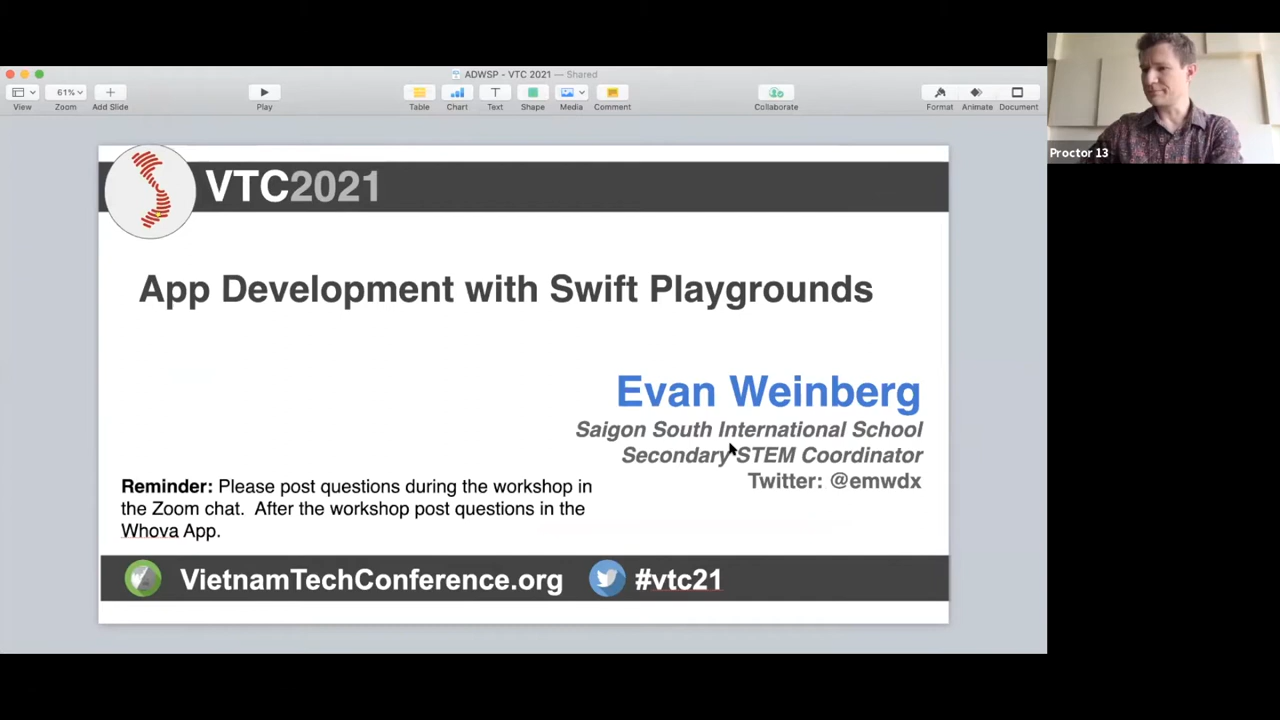 ADWSP - VTC 2021 — Shared
61%
View
Zoom
Add Slide
Play
Table
Chart
Text
Shape
Media
Comment
Collaborate
Format
Animate
Document
Proctor 13
VTC2021
App Development with Swift Playgrounds
Evan Weinberg
Saigon South International School
Secondary STEM Coordinator
Twitter: @emwdx
Reminder: Please post questions during the workshop in
the Zoom chat. After the workshop post questions in the
Whova App.
VietnamTechConference.org
#vtc21